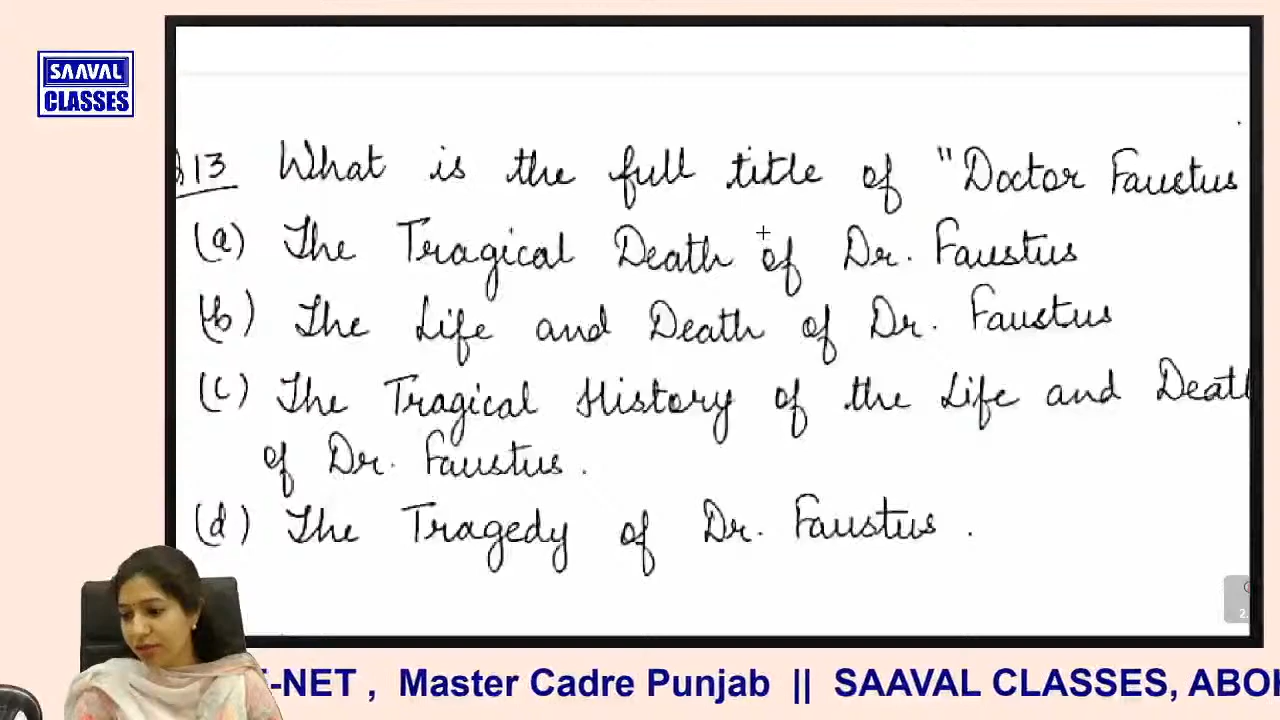 SAAVAL
CLASSES
13 What is the full title of "Doctor Faustus
(a) The Tragical Death of Dr. Faustus
(b) The Life and Death of Dr. Faustus
(c) The Tragical History of the Life and Death
of Dr. Faustus.
(d) The Tragedy of Dr. Faustus.
-NET , Master Cadre Punjab || SAAVAL CLASSES, ABOH